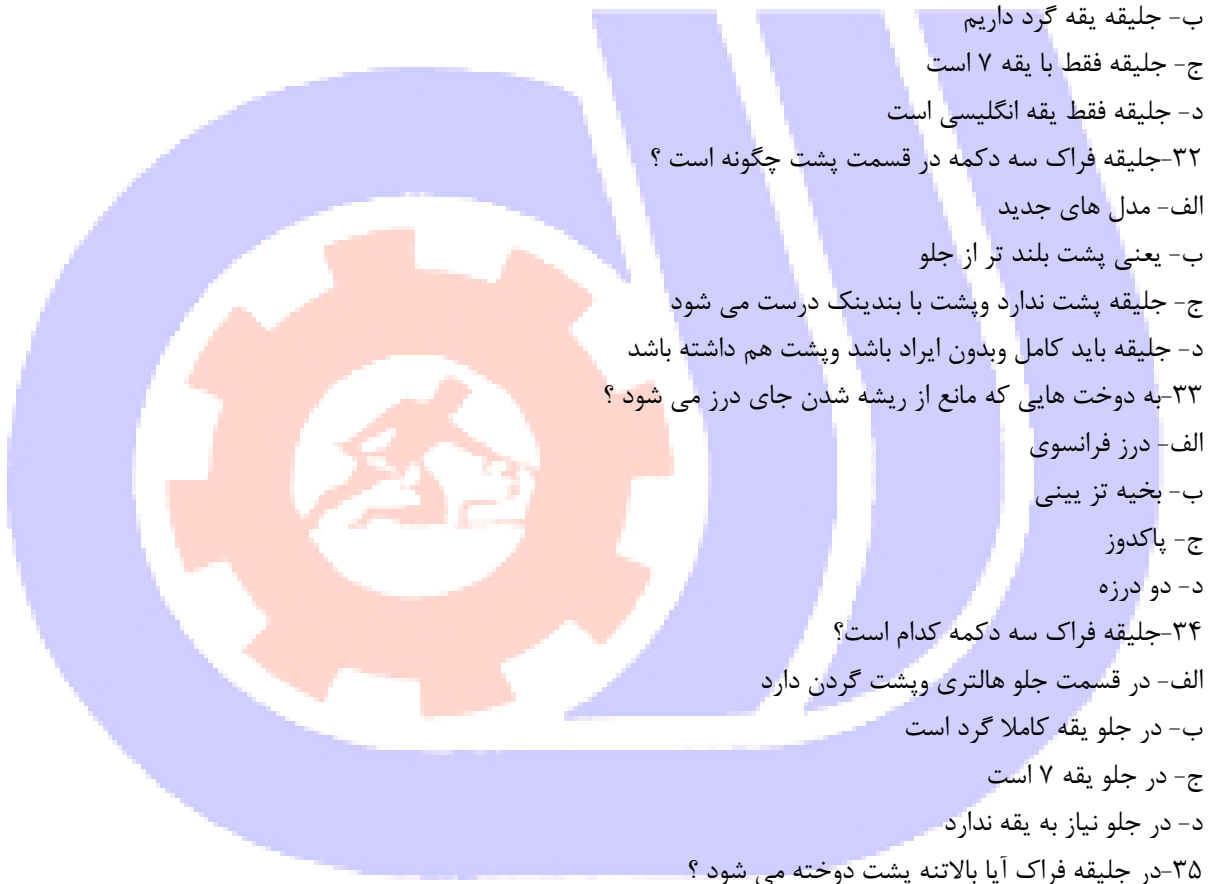 ب- جلیقه یقه گرد داریم
ج- جلیقه فقط با یقه ۷ است
د- جلیقه فقط یقه انگلیسی است
۳۲-جلیقه فراک سه دکمه در قسمت پشت چگونه است ؟
الف- مدل های جدید
ب- یعنی پشت بلند تر از جلو
ج- جلیقه پشت ندارد وپشت با بندینک درست می شود
د- جلیقه باید کامل وبدون ایراد باشد وپشت هم داشته باشد
۳۳-به دوخت هایی که مانع از ریشه شدن جای درز می شود ؟
الف- درز فرانسوی
ب- بخیه تز یینی
ج- پاکدوز
د- دو درزه
۳۴-جلیقه فراک سه دکمه کدام است؟
الف- در قسمت جلو هالتری وپشت گردن دارد
ب- در جلو یقه کاملا گرد است
ج- در جلو یقه ۷ است
د- در جلو نیاز به یقه ندارد
۳۵-در جلیقه فراک آیا بالاتنه پشت دوخته می شود ؟